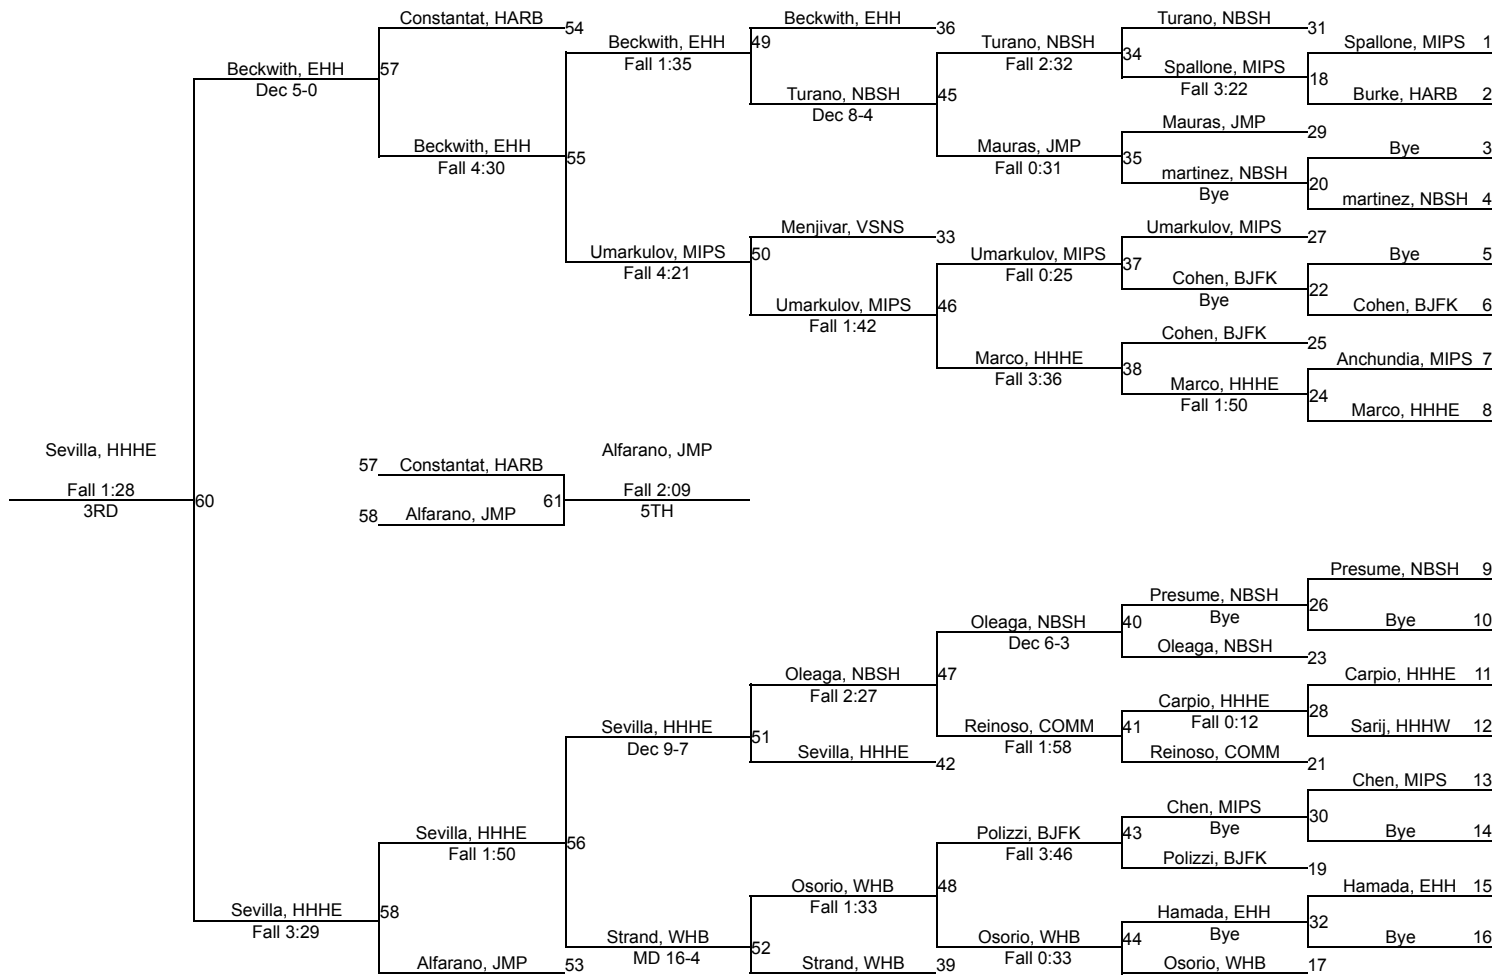 Constantat, HARB
54
Beckwith, EHH
36
Turano, NBSH
31
Beckwith, EHH
Fall 1:35
49
Turano, NBSH
Fall 2:32
34
Spallone, MIPS 1
Beckwith, EHH
Dec 5-0
57
Spallone, MIPS
Fall 3:22
18
Turano, NBSH
Dec 8-4
45
Burke, HARB 2
Mauras, JMP
29
Beckwith, EHH
Fall 4:30
55
Mauras, JMP
Fall 0:31
35
Bye 3
martinez, NBSH
Bye
20
martinez, NBSH 4
Menjivar, VSNS
33
Umarkulov, MIPS
27
Umarkulov, MIPS
Fall 4:21
50
Umarkulov, MIPS
Fall 0:25
37
Bye 5
Cohen, BJFK
Bye
22
Umarkulov, MIPS
Fall 1:42
46
Cohen, BJFK 6
Cohen, BJFK
25
Marco, HHHE
Fall 3:36
38
Anchundia, MIPS 7
Marco, HHHE
Fall 1:50
24
Marco, HHHE 8
Sevilla, HHHE
Fall 1:28
3RD
60
57 Constantat, HARB
58 Alfarano, JMP
61
Alfarano, JMP
Fall 2:09
5TH
Presume, NBSH 9
Presume, NBSH
Bye
26
Oleaga, NBSH
Dec 6-3
40
Bye 10
Oleaga, NBSH
23
Oleaga, NBSH
Fall 2:27
47
Carpio, HHHE 11
Carpio, HHHE
Fall 0:12
28
Sevilla, HHHE
Dec 9-7
51
Reinoso, COMM
Fall 1:58
41
Sarij, HHHW 12
Sevilla, HHHE
42
Reinoso, COMM
21
Chen, MIPS 13
Chen, MIPS
Bye
30
Sevilla, HHHE
Fall 1:50
56
Polizzi, BJFK
Fall 3:46
43
Bye 14
Polizzi, BJFK
19
Osorio, WHB
Fall 1:33
48
Hamada, EHH 15
Sevilla, HHHE
Fall 3:29
58
Hamada, EHH
Bye
32
Strand, WHB
MD 16-4
52
Osorio, WHB
Fall 0:33
44
Bye 16
Alfarano, JMP
53
Strand, WHB
39
Osorio, WHB
17